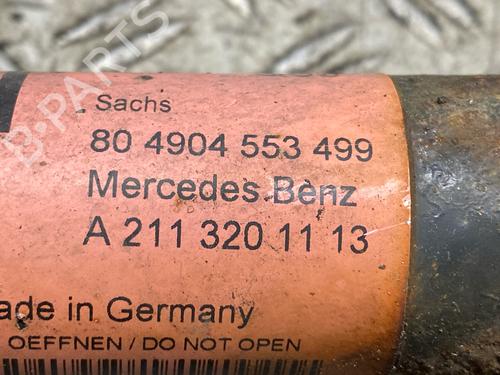 B-PARTS
Sachs
80 4904 553 499
Mercedes Benz
A 211 320 11 13
ade in Germany
OEFFNEN / DO NOT OPEN